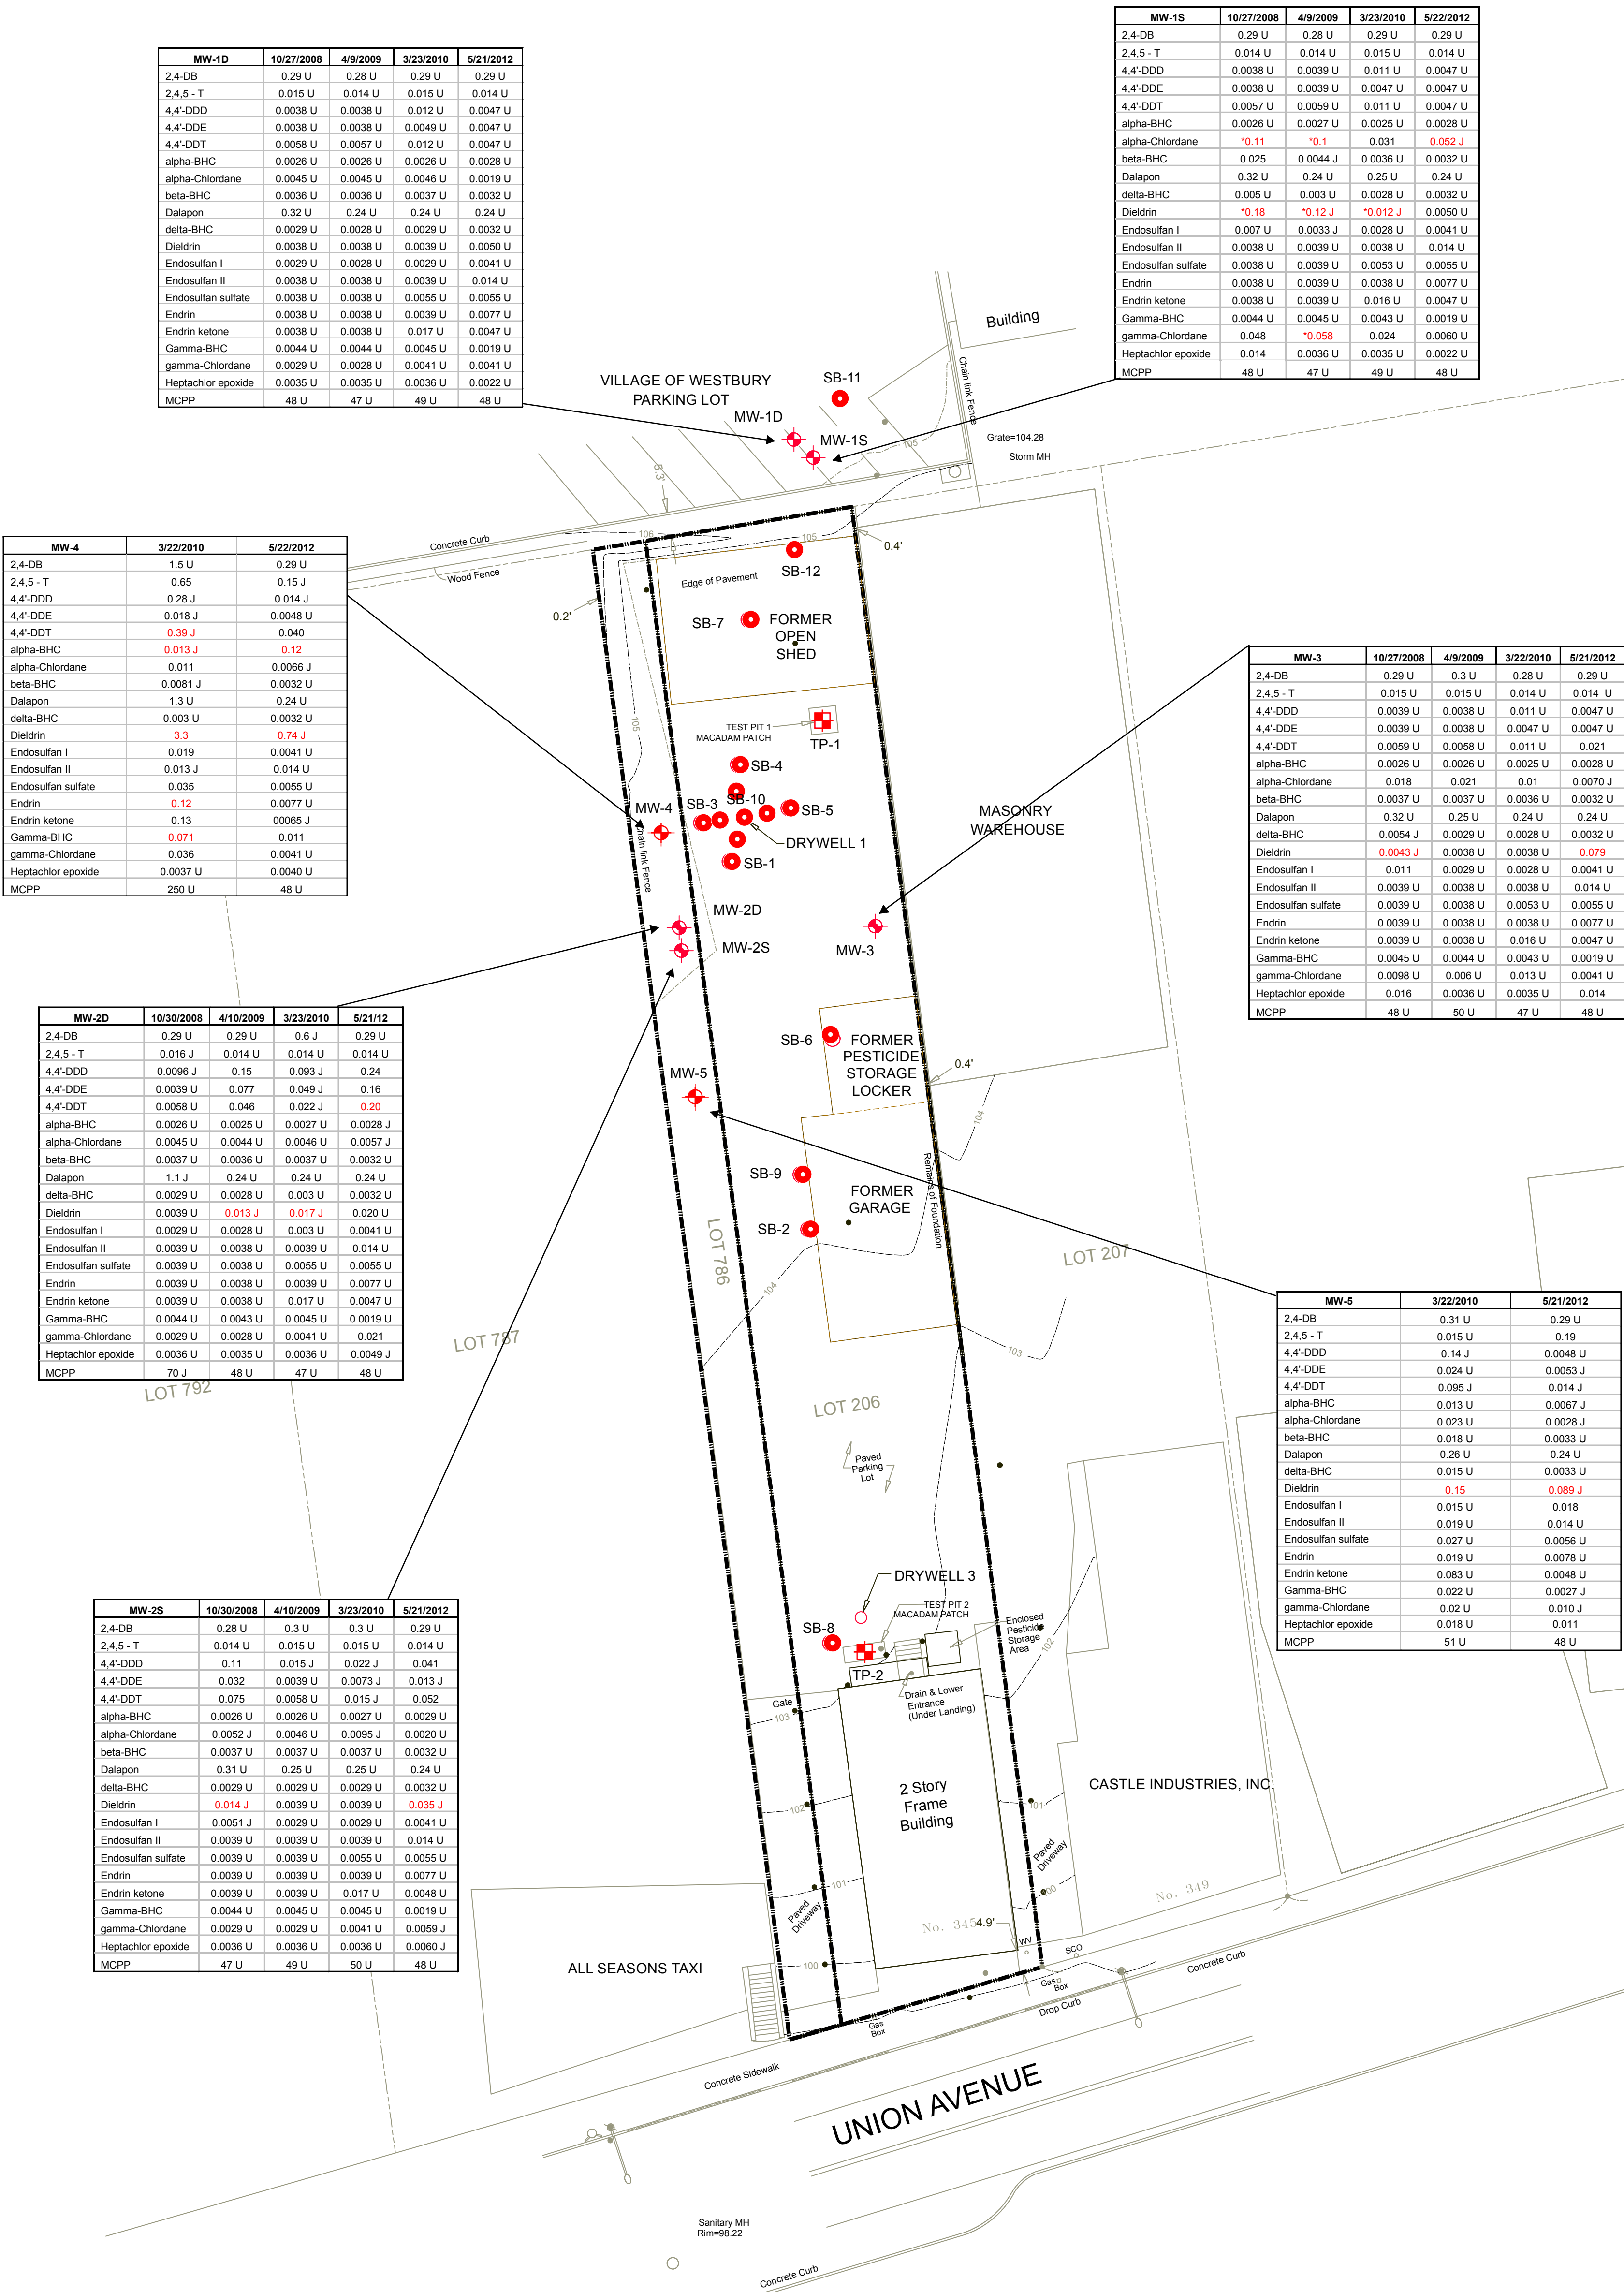 MW-1S 10/27/2008 4/9/2009 3/23/2010 5/22/2012
2,4-DB 0.29 U 0.28 U 0.29 U 0.29 U
2,4,5 - T 0.014 U 0.014 U 0.015 U 0.014 U
4,4'-DDD 0.0038 U 0.0039 U 0.011 U 0.0047 U
4,4'-DDE 0.0038 U 0.0039 U 0.0047 U 0.0047 U
4,4'-DDT 0.0057 U 0.0059 U 0.011 U 0.0047 U
alpha-BHC 0.0026 U 0.0027 U 0.0025 U 0.0028 U
alpha-Chlordane *0.11 *0.1 0.031 0.052 J
beta-BHC 0.025 0.0044 J 0.0036 U 0.0032 U
Dalapon 0.32 U 0.24 U 0.25 U 0.24 U
delta-BHC 0.005 U 0.003 U 0.0028 U 0.0032 U
Dieldrin *0.18 *0.12 J *0.012 J 0.0050 U
Endosulfan I 0.007 U 0.0033 J 0.0028 U 0.0041 U
Endosulfan II 0.0038 U 0.0039 U 0.0038 U 0.014 U
Endosulfan sulfate 0.0038 U 0.0039 U 0.0053 U 0.0055 U
Endrin 0.0038 U 0.0039 U 0.0038 U 0.0077 U
Endrin ketone 0.0038 U 0.0039 U 0.016 U 0.0047 U
Gamma-BHC 0.0044 U 0.0045 U 0.0043 U 0.0019 U
gamma-Chlordane 0.048 *0.058 0.024 0.0060 U
Heptachlor epoxide 0.014 0.0036 U 0.0035 U 0.0022 U
MCPP 48 U 47 U 49 U 48 U
MW-1D 10/27/2008 4/9/2009 3/23/2010 5/21/2012
2,4-DB 0.29 U 0.28 U 0.29 U 0.29 U
2,4,5 - T 0.015 U 0.014 U 0.015 U 0.014 U
4,4'-DDD 0.0038 U 0.0038 U 0.012 U 0.0047 U
4,4'-DDE 0.0038 U 0.0038 U 0.0049 U 0.0047 U
4,4'-DDT 0.0058 U 0.0057 U 0.012 U 0.0047 U
alpha-BHC 0.0026 U 0.0026 U 0.0026 U 0.0028 U
alpha-Chlordane 0.0045 U 0.0045 U 0.0046 U 0.0019 U
beta-BHC 0.0036 U 0.0036 U 0.0037 U 0.0032 U
Dalapon 0.32 U 0.24 U 0.24 U 0.24 U
delta-BHC 0.0029 U 0.0028 U 0.0029 U 0.0032 U
Dieldrin 0.0038 U 0.0038 U 0.0039 U 0.0050 U
Endosulfan I 0.0029 U 0.0028 U 0.0029 U 0.0041 U
Endosulfan II 0.0038 U 0.0038 U 0.0039 U 0.014 U
Endosulfan sulfate 0.0038 U 0.0038 U 0.0055 U 0.0055 U
Endrin 0.0038 U 0.0038 U 0.0039 U 0.0077 U
Endrin ketone 0.0038 U 0.0038 U 0.017 U 0.0047 U
Gamma-BHC 0.0044 U 0.0044 U 0.0045 U 0.0019 U
gamma-Chlordane 0.0029 U 0.0028 U 0.0041 U 0.0041 U
Heptachlor epoxide 0.0035 U 0.0035 U 0.0036 U 0.0022 U
MCPP 48 U 47 U 49 U 48 U
Building
Chain link Fence
VILLAGE OF WESTBURY
PARKING LOT
SB-11
MW-1D
MW-1S
105
Grate=104.28
Storm MH
6.3'
Concrete Curb
Wood Fence
106
105
0.4'
SB-12
Edge of Pavement
0.2'
SB-7
FORMER
OPEN
SHED
MW-4 3/22/2010 5/22/2012
2,4-DB 1.5 U 0.29 U
2,4,5 - T 0.65 0.15 J
4,4'-DDD 0.28 J 0.014 J
4,4'-DDE 0.018 J 0.0048 U
4,4'-DDT 0.39 J 0.040
alpha-BHC 0.013 J 0.12
alpha-Chlordane 0.011 0.0066 J
beta-BHC 0.0081 J 0.0032 U
Dalapon 1.3 U 0.24 U
delta-BHC 0.003 U 0.0032 U
Dieldrin 3.3 0.74 J
Endosulfan I 0.019 0.0041 U
Endosulfan II 0.013 J 0.014 U
Endosulfan sulfate 0.035 0.0055 U
Endrin 0.12 0.0077 U
Endrin ketone 0.13 00065 J
Gamma-BHC 0.071 0.011
gamma-Chlordane 0.036 0.0041 U
Heptachlor epoxide 0.0037 U 0.0040 U
MCPP 250 U 48 U
105
TEST PIT 1
MACADAM PATCH
TP-1
SB-4
SB-3
SB-10
SB-5
MW-4
DRYWELL 1
SB-1
Chain link Fence
MASONRY
WAREHOUSE
MW-2D
MW-2S
MW-3
MW-3 10/27/2008 4/9/2009 3/22/2010 5/21/2012
2,4-DB 0.29 U 0.3 U 0.28 U 0.29 U
2,4,5 - T 0.015 U 0.015 U 0.014 U 0.014 U
4,4'-DDD 0.0039 U 0.0038 U 0.011 U 0.0047 U
4,4'-DDE 0.0039 U 0.0038 U 0.0047 U 0.0047 U
4,4'-DDT 0.0059 U 0.0058 U 0.011 U 0.021
alpha-BHC 0.0026 U 0.0026 U 0.0025 U 0.0028 U
alpha-Chlordane 0.018 0.021 0.01 0.0070 J
beta-BHC 0.0037 U 0.0037 U 0.0036 U 0.0032 U
Dalapon 0.32 U 0.25 U 0.24 U 0.24 U
delta-BHC 0.0054 J 0.0029 U 0.0028 U 0.0032 U
Dieldrin 0.0043 J 0.0038 U 0.0038 U 0.079
Endosulfan I 0.011 0.0029 U 0.0028 U 0.0041 U
Endosulfan II 0.0039 U 0.0038 U 0.0038 U 0.014 U
Endosulfan sulfate 0.0039 U 0.0038 U 0.0053 U 0.0055 U
Endrin 0.0039 U 0.0038 U 0.0038 U 0.0077 U
Endrin ketone 0.0039 U 0.0038 U 0.016 U 0.0047 U
Gamma-BHC 0.0045 U 0.0044 U 0.0043 U 0.0019 U
gamma-Chlordane 0.0098 U 0.006 U 0.013 U 0.0041 U
Heptachlor epoxide 0.016 0.0036 U 0.0035 U 0.014
MCPP 48 U 50 U 47 U 48 U
MW-2D 10/30/2008 4/10/2009 3/23/2010 5/21/12
2,4-DB 0.29 U 0.29 U 0.6 J 0.29 U
2,4,5 - T 0.016 J 0.014 U 0.014 U 0.014 U
4,4'-DDD 0.0096 J 0.15 0.093 J 0.24
4,4'-DDE 0.0039 U 0.077 0.049 J 0.16
4,4'-DDT 0.0058 U 0.046 0.022 J 0.20
alpha-BHC 0.0026 U 0.0025 U 0.0027 U 0.0028 J
alpha-Chlordane 0.0045 U 0.0044 U 0.0046 U 0.0057 J
beta-BHC 0.0037 U 0.0036 U 0.0037 U 0.0032 U
Dalapon 1.1 J 0.24 U 0.24 U 0.24 U
delta-BHC 0.0029 U 0.0028 U 0.003 U 0.0032 U
Dieldrin 0.0039 U 0.013 J 0.017 J 0.020 U
Endosulfan I 0.0029 U 0.0028 U 0.003 U 0.0041 U
Endosulfan II 0.0039 U 0.0038 U 0.0039 U 0.014 U
Endosulfan sulfate 0.0039 U 0.0038 U 0.0055 U 0.0055 U
Endrin 0.0039 U 0.0038 U 0.0039 U 0.0077 U
Endrin ketone 0.0039 U 0.0038 U 0.017 U 0.0047 U
Gamma-BHC 0.0044 U 0.0043 U 0.0045 U 0.0019 U
gamma-Chlordane 0.0029 U 0.0028 U 0.0041 U 0.021
Heptachlor epoxide 0.0036 U 0.0035 U 0.0036 U 0.0049 J
MCPP 70 J 48 U 47 U 48 U
SB-6
FORMER
PESTICIDE
STORAGE
LOCKER
0.4'
104
MW-5
SB-9
FORMER
GARAGE
SB-2
Remains of Foundation
LOT 786
104
LOT 207
LOT 787
LOT 792
103
LOT 206
Paved
Parking
Lot
MW-5 3/22/2010 5/21/2012
2,4-DB 0.31 U 0.29 U
2,4,5 - T 0.015 U 0.19
4,4'-DDD 0.14 J 0.0048 U
4,4'-DDE 0.024 U 0.0053 J
4,4'-DDT 0.095 J 0.014 J
alpha-BHC 0.013 U 0.0067 J
alpha-Chlordane 0.023 U 0.0028 J
beta-BHC 0.018 U 0.0033 U
Dalapon 0.26 U 0.24 U
delta-BHC 0.015 U 0.0033 U
Dieldrin 0.15 0.089 J
Endosulfan I 0.015 U 0.018
Endosulfan II 0.019 U 0.014 U
Endosulfan sulfate 0.027 U 0.0056 U
Endrin 0.019 U 0.0078 U
Endrin ketone 0.083 U 0.0048 U
Gamma-BHC 0.022 U 0.0027 J
gamma-Chlordane 0.02 U 0.010 J
Heptachlor epoxide 0.018 U 0.011
MCPP 51 U 48 U
MW-2S 10/30/2008 4/10/2009 3/23/2010 5/21/2012
2,4-DB 0.28 U 0.3 U 0.3 U 0.29 U
2,4,5 - T 0.014 U 0.015 U 0.015 U 0.014 U
4,4'-DDD 0.11 0.015 J 0.022 J 0.041
4,4'-DDE 0.032 0.0039 U 0.0073 J 0.013 J
4,4'-DDT 0.075 0.0058 U 0.015 J 0.052
alpha-BHC 0.0026 U 0.0026 U 0.0027 U 0.0029 U
alpha-Chlordane 0.0052 J 0.0046 U 0.0095 J 0.0020 U
beta-BHC 0.0037 U 0.0037 U 0.0037 U 0.0032 U
Dalapon 0.31 U 0.25 U 0.25 U 0.24 U
delta-BHC 0.0029 U 0.0029 U 0.0029 U 0.0032 U
Dieldrin 0.014 J 0.0039 U 0.0039 U 0.035 J
Endosulfan I 0.0051 J 0.0029 U 0.0029 U 0.0041 U
Endosulfan II 0.0039 U 0.0039 U 0.0039 U 0.014 U
Endosulfan sulfate 0.0039 U 0.0039 U 0.0055 U 0.0055 U
Endrin 0.0039 U 0.0039 U 0.0039 U 0.0077 U
Endrin ketone 0.0039 U 0.0039 U 0.017 U 0.0048 U
Gamma-BHC 0.0044 U 0.0045 U 0.0045 U 0.0019 U
gamma-Chlordane 0.0029 U 0.0029 U 0.0041 U 0.0059 J
Heptachlor epoxide 0.0036 U 0.0036 U 0.0036 U 0.0060 J
MCPP 47 U 49 U 50 U 48 U
DRYWELL 3
TEST PIT 2
MACADAM PATCH
Enclosed
Pesticide
Storage
Area
SB-8
TP-2
102
Drain & Lower
Entrance
(Under Landing)
Gate
103
2 Story
Frame
Building
CASTLE INDUSTRIES, INC.
102
101
Paved
Driveway
101
Paved
Driveway
100
No. 349
No. 345
4.9'
WV
SCO
ALL SEASONS TAXI
100
Gas
Box
Concrete Curb
Drop Curb
Gas
Box
Concrete Sidewalk
UNION AVENUE
Sanitary MH
Rim=98.22
Concrete Curb